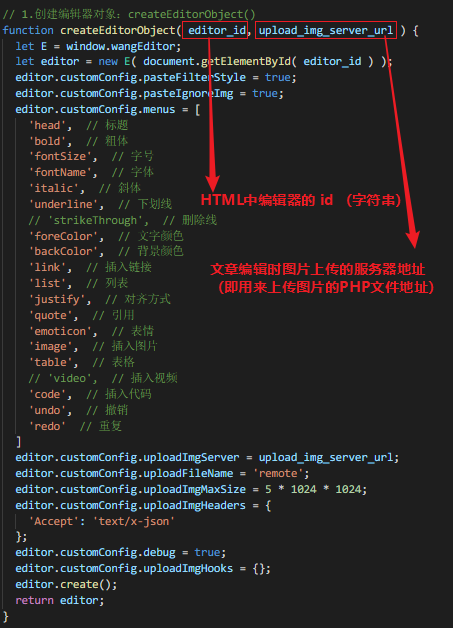 // 1.创建编辑器对象: createEditorObject()
function createEditorObject( editor_id, upload_img_server_url ) {
let E = window.wangEditor;
let editor = new E( document.getElementById( editor_id ) );
editor.customConfig.pasteFilterStyle = true;
editor.customConfig.pasteIgnoreImg = true;
editor.customConfig.menus = [
'head', // 标题
'bold', // 粗体
'fontSize', // 字号
'fontName', // 字体
'italic', // 斜体
'underline', // 下划线
// 'strikeThrough', // 删除线
'foreColor', // 文字颜色
'backColor', // 背景颜色
'link', // 插入链接
'list', // 列表
'justify', // 对齐方式
'quote', // 引用
'emoticon', // 表情
'image', // 插入图片
'table', // 表格
// 'video', // 插入视频
'code', // 插入代码
'undo', // 撤销
'redo' // 重复
]
editor.customConfig.uploadImgServer = upload_img_server_url;
editor.customConfig.uploadFileName = 'remote';
editor.customConfig.uploadImgMaxSize = 5 * 1024 * 1024;
editor.customConfig.uploadImgHeaders = {
'Accept': 'text/x-json'
};
editor.customConfig.debug = true;
editor.customConfig.uploadImgHooks = {};
editor.create();
return editor;
}
HTML中编辑器的 id （字符串）
文章编辑时图片上传的服务器地址
（即用来上传图片的PHP文件地址）